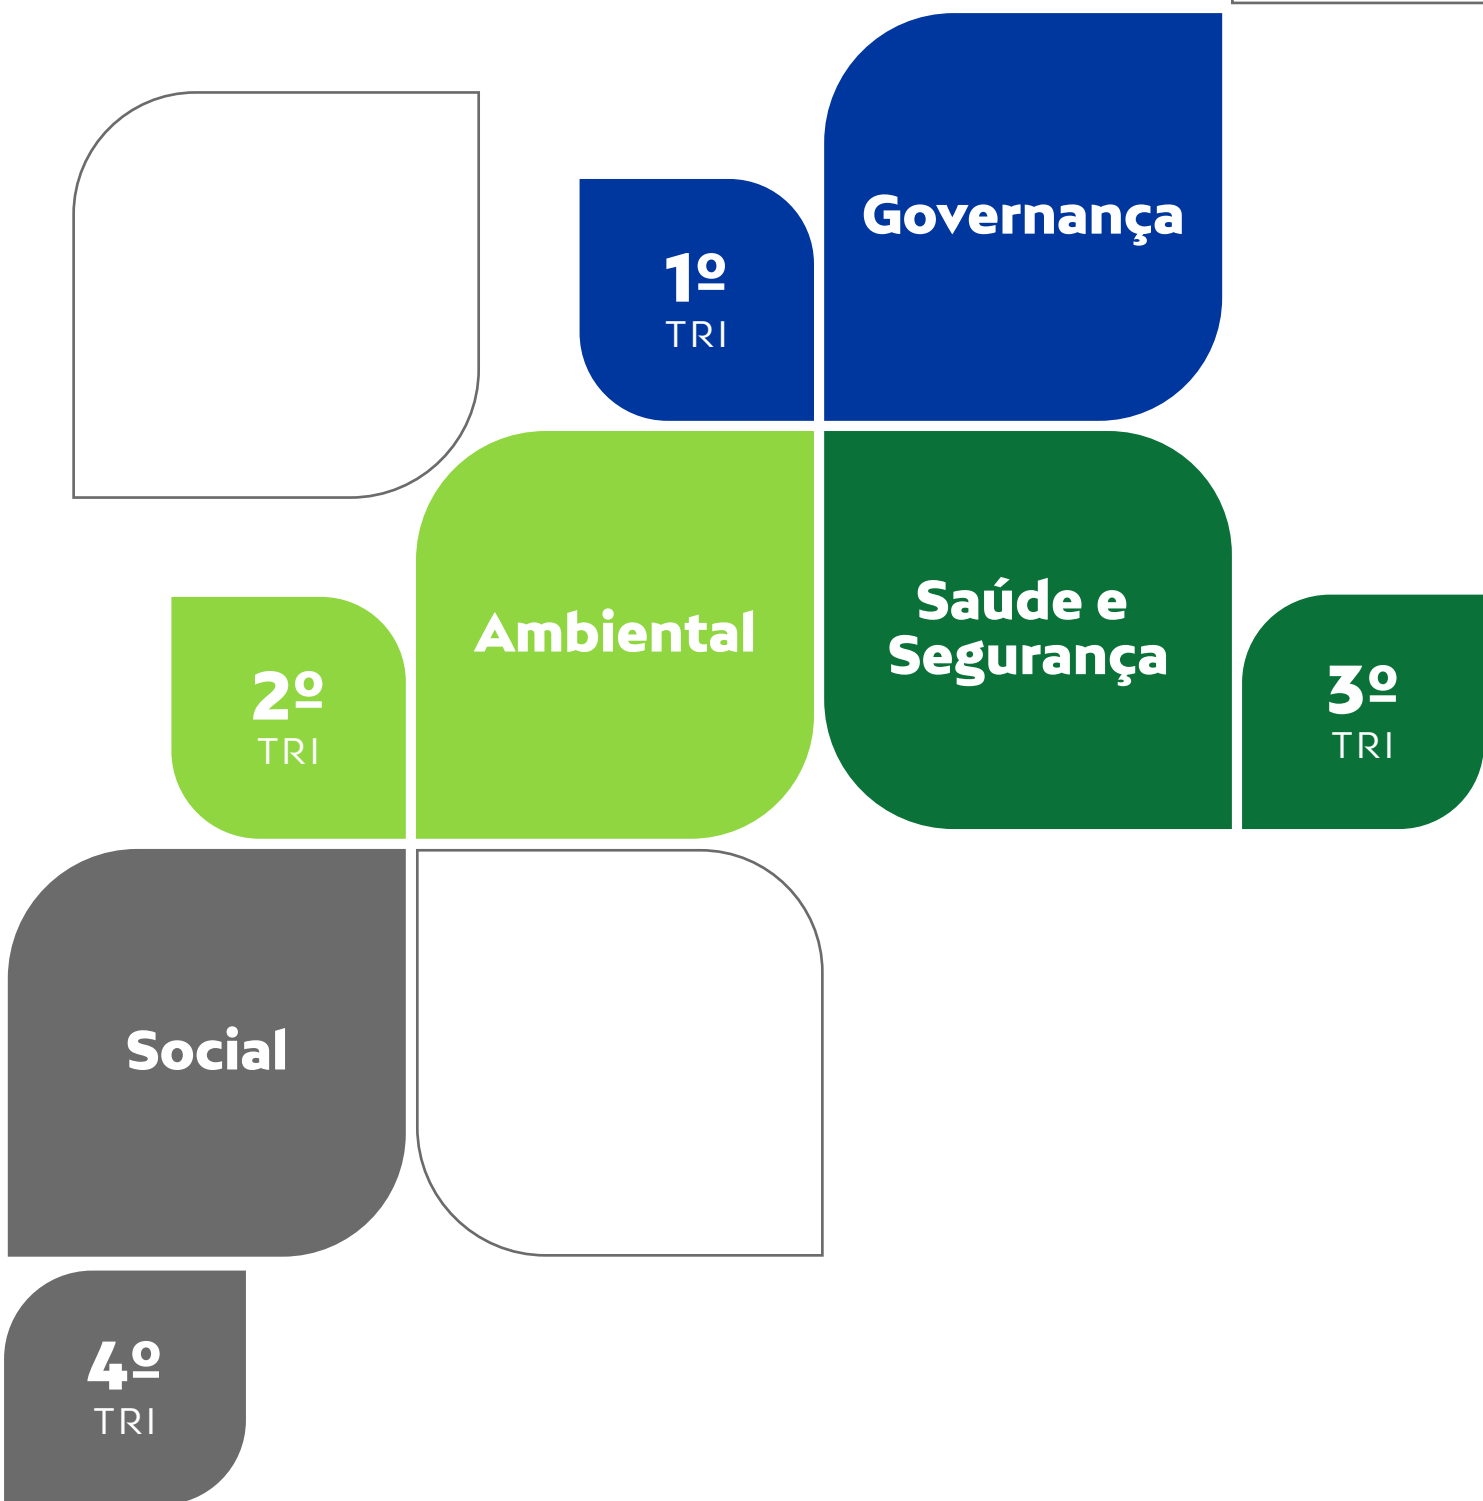 Governança
1º
TRI
Ambiental
2º
TRI
Saúde e
Segurança
3º
TRI
Social
4º
TRI